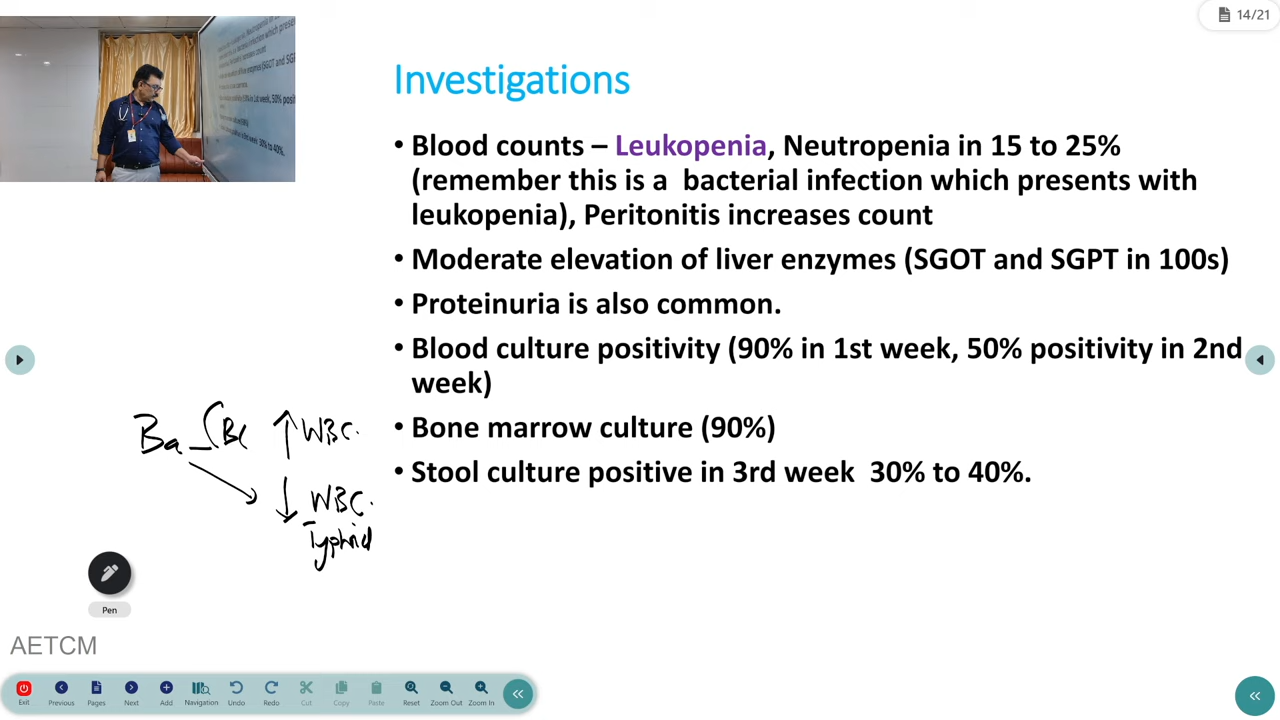 14/21
Investigations
• Blood counts – Leukopenia, Neutropenia in 15 to 25%
(remember this is a bacterial infection which presents with
leukopenia), Peritonitis increases count
• Moderate elevation of liver enzymes (SGOT and SGPT in 100s)
• Proteinuria is also common.
• Blood culture positivity (90% in 1st week, 50% positivity in 2nd
week)
• Bone marrow culture (90%)
• Stool culture positive in 3rd week 30% to 40%.
↑ WBC.
↓ WBC.
Typhoid
Pen
AETCM
Exit Previous Pages Next Add Navigation Undo Redo Cut Copy Paste Reset Zoom Out Zoom In